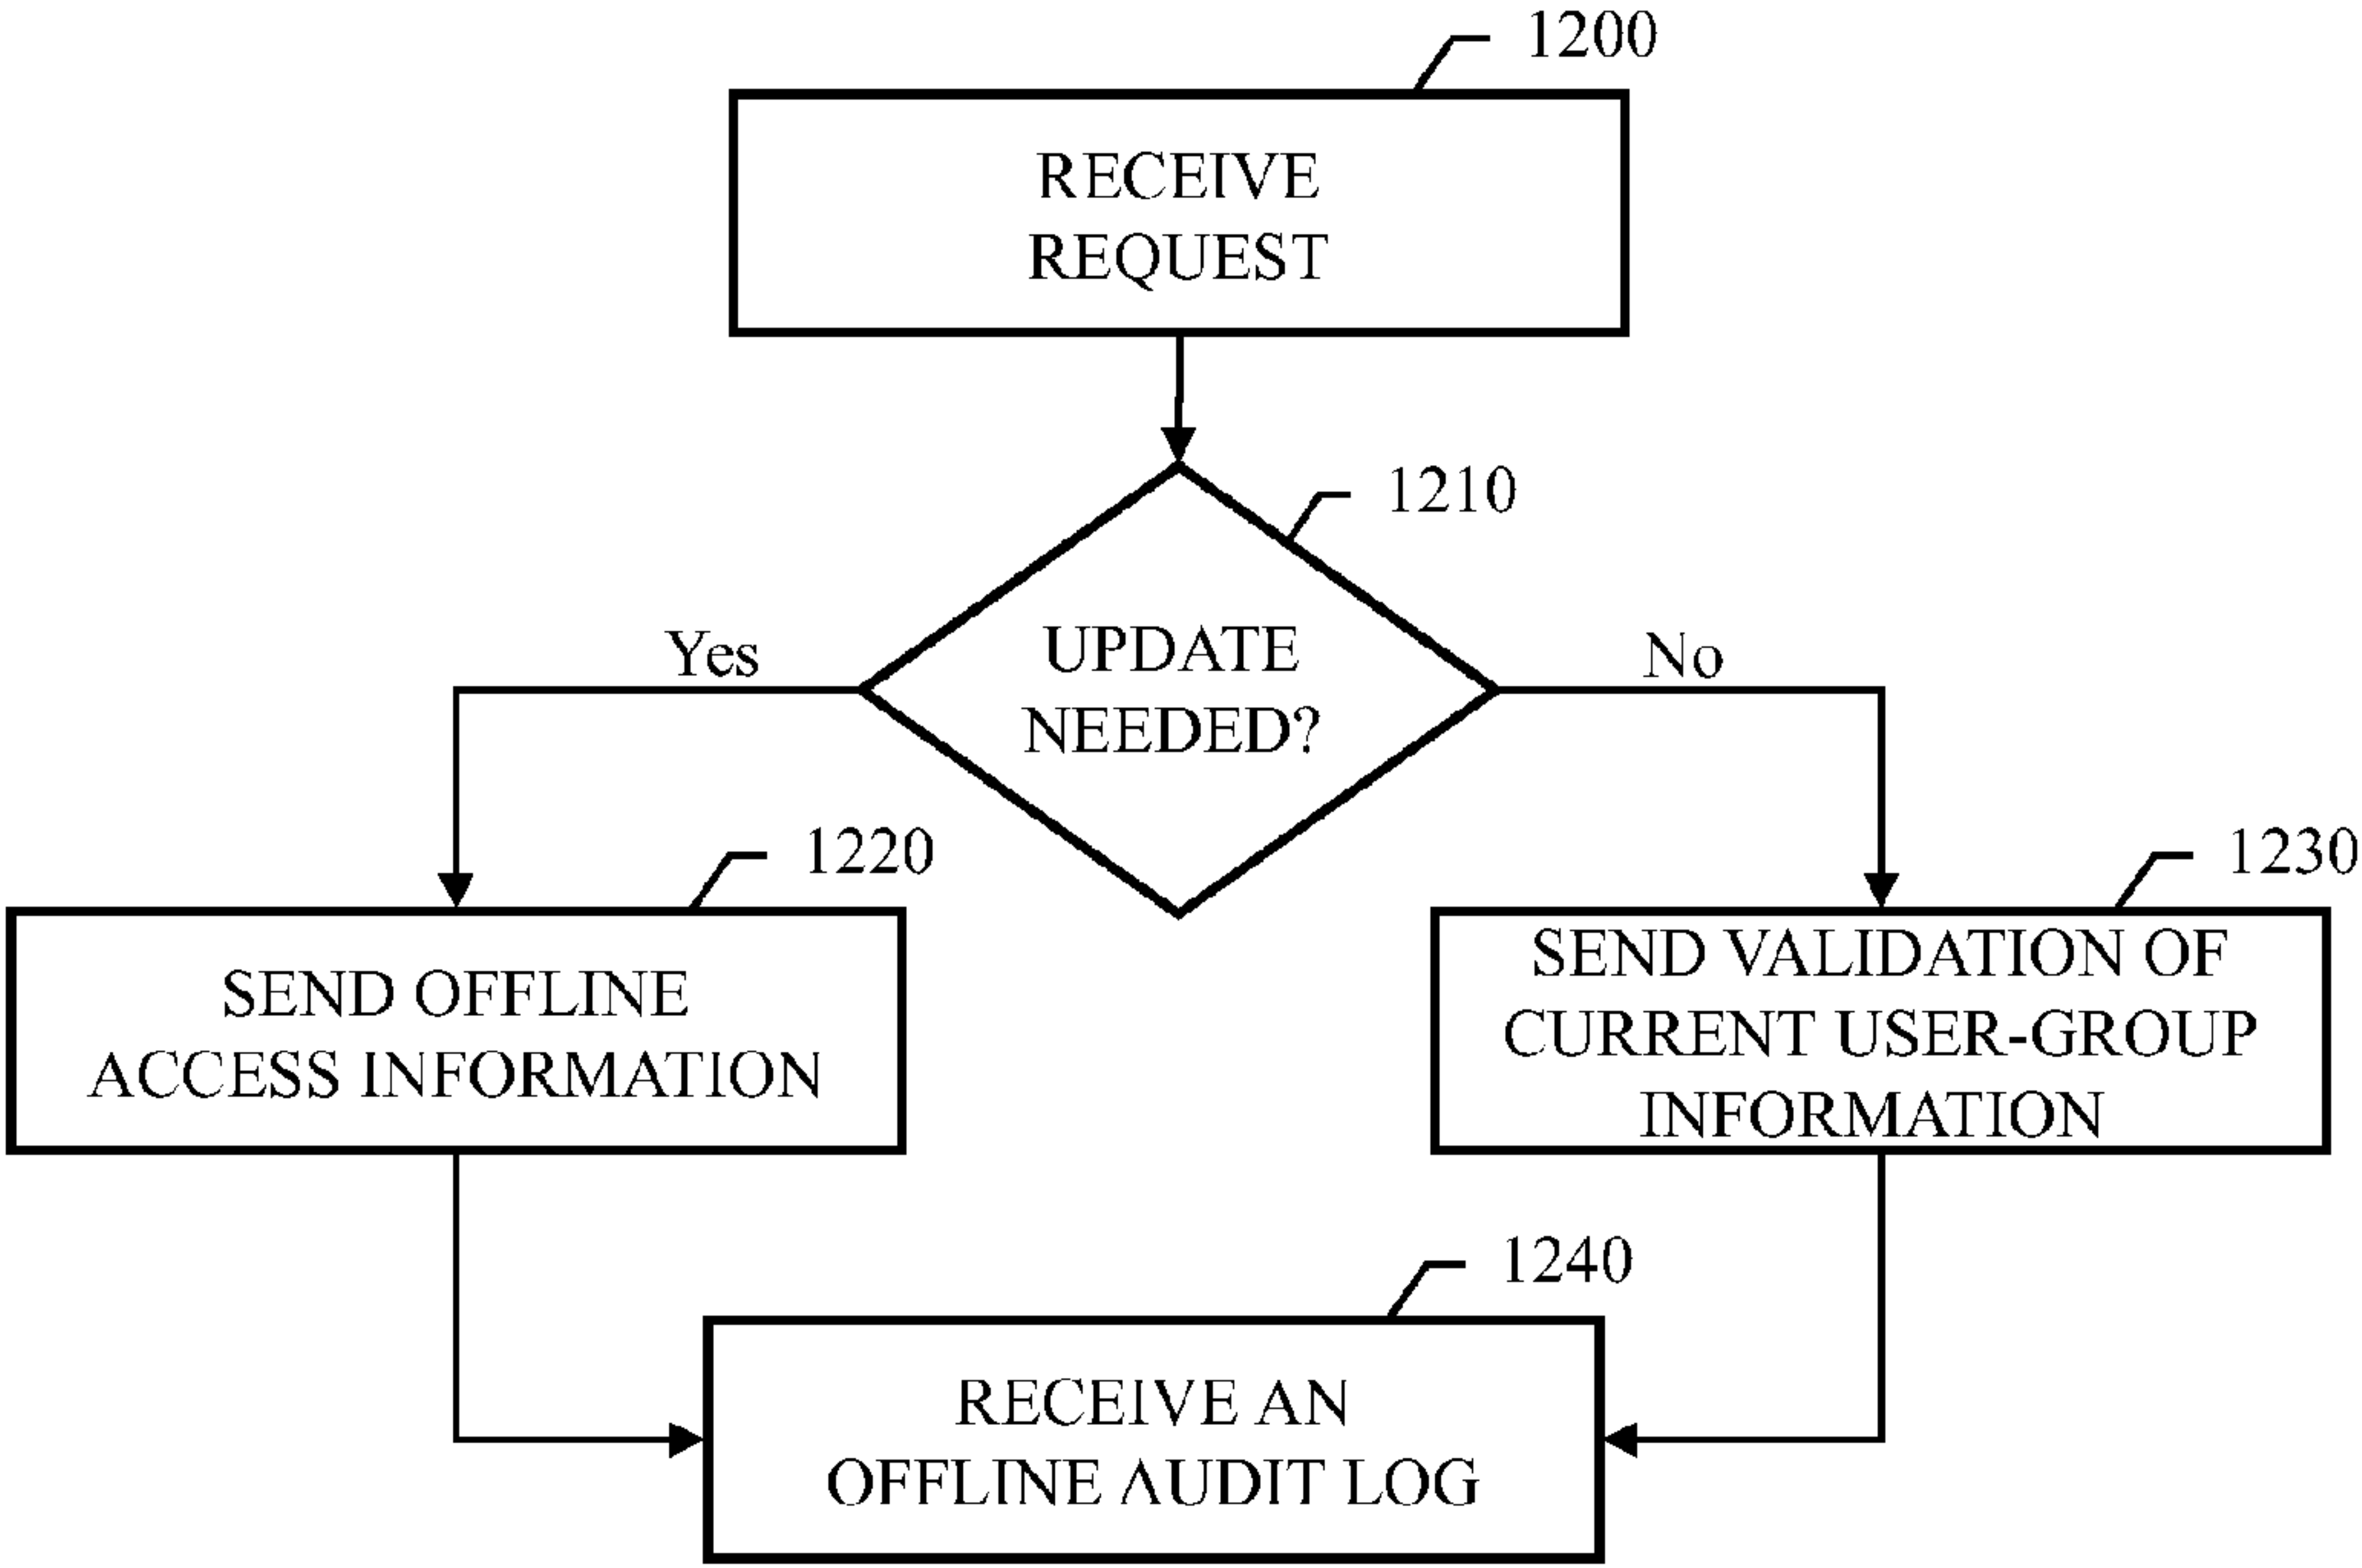 1200
RECEIVE
REQUEST
1210
UPDATE
NEEDED?
Yes
No
1220
SEND OFFLINE
ACCESS INFORMATION
1230
SEND VALIDATION OF
CURRENT USER-GROUP
INFORMATION
1240
RECEIVE AN
OFFLINE AUDIT LOG